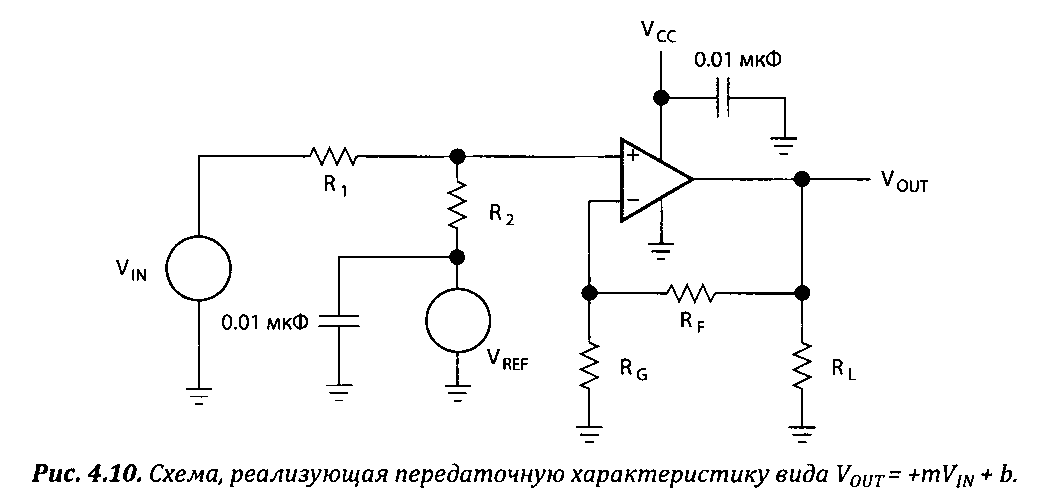 V_CC
0.01 мкФ
+
R_1
−
V_OUT
R_2
V_IN
0.01 мкФ
R_F
V_REF
R_G
R_L
Рис. 4.10. Схема, реализующая передаточную характеристику вида V_OUT = +mV_IN + b.